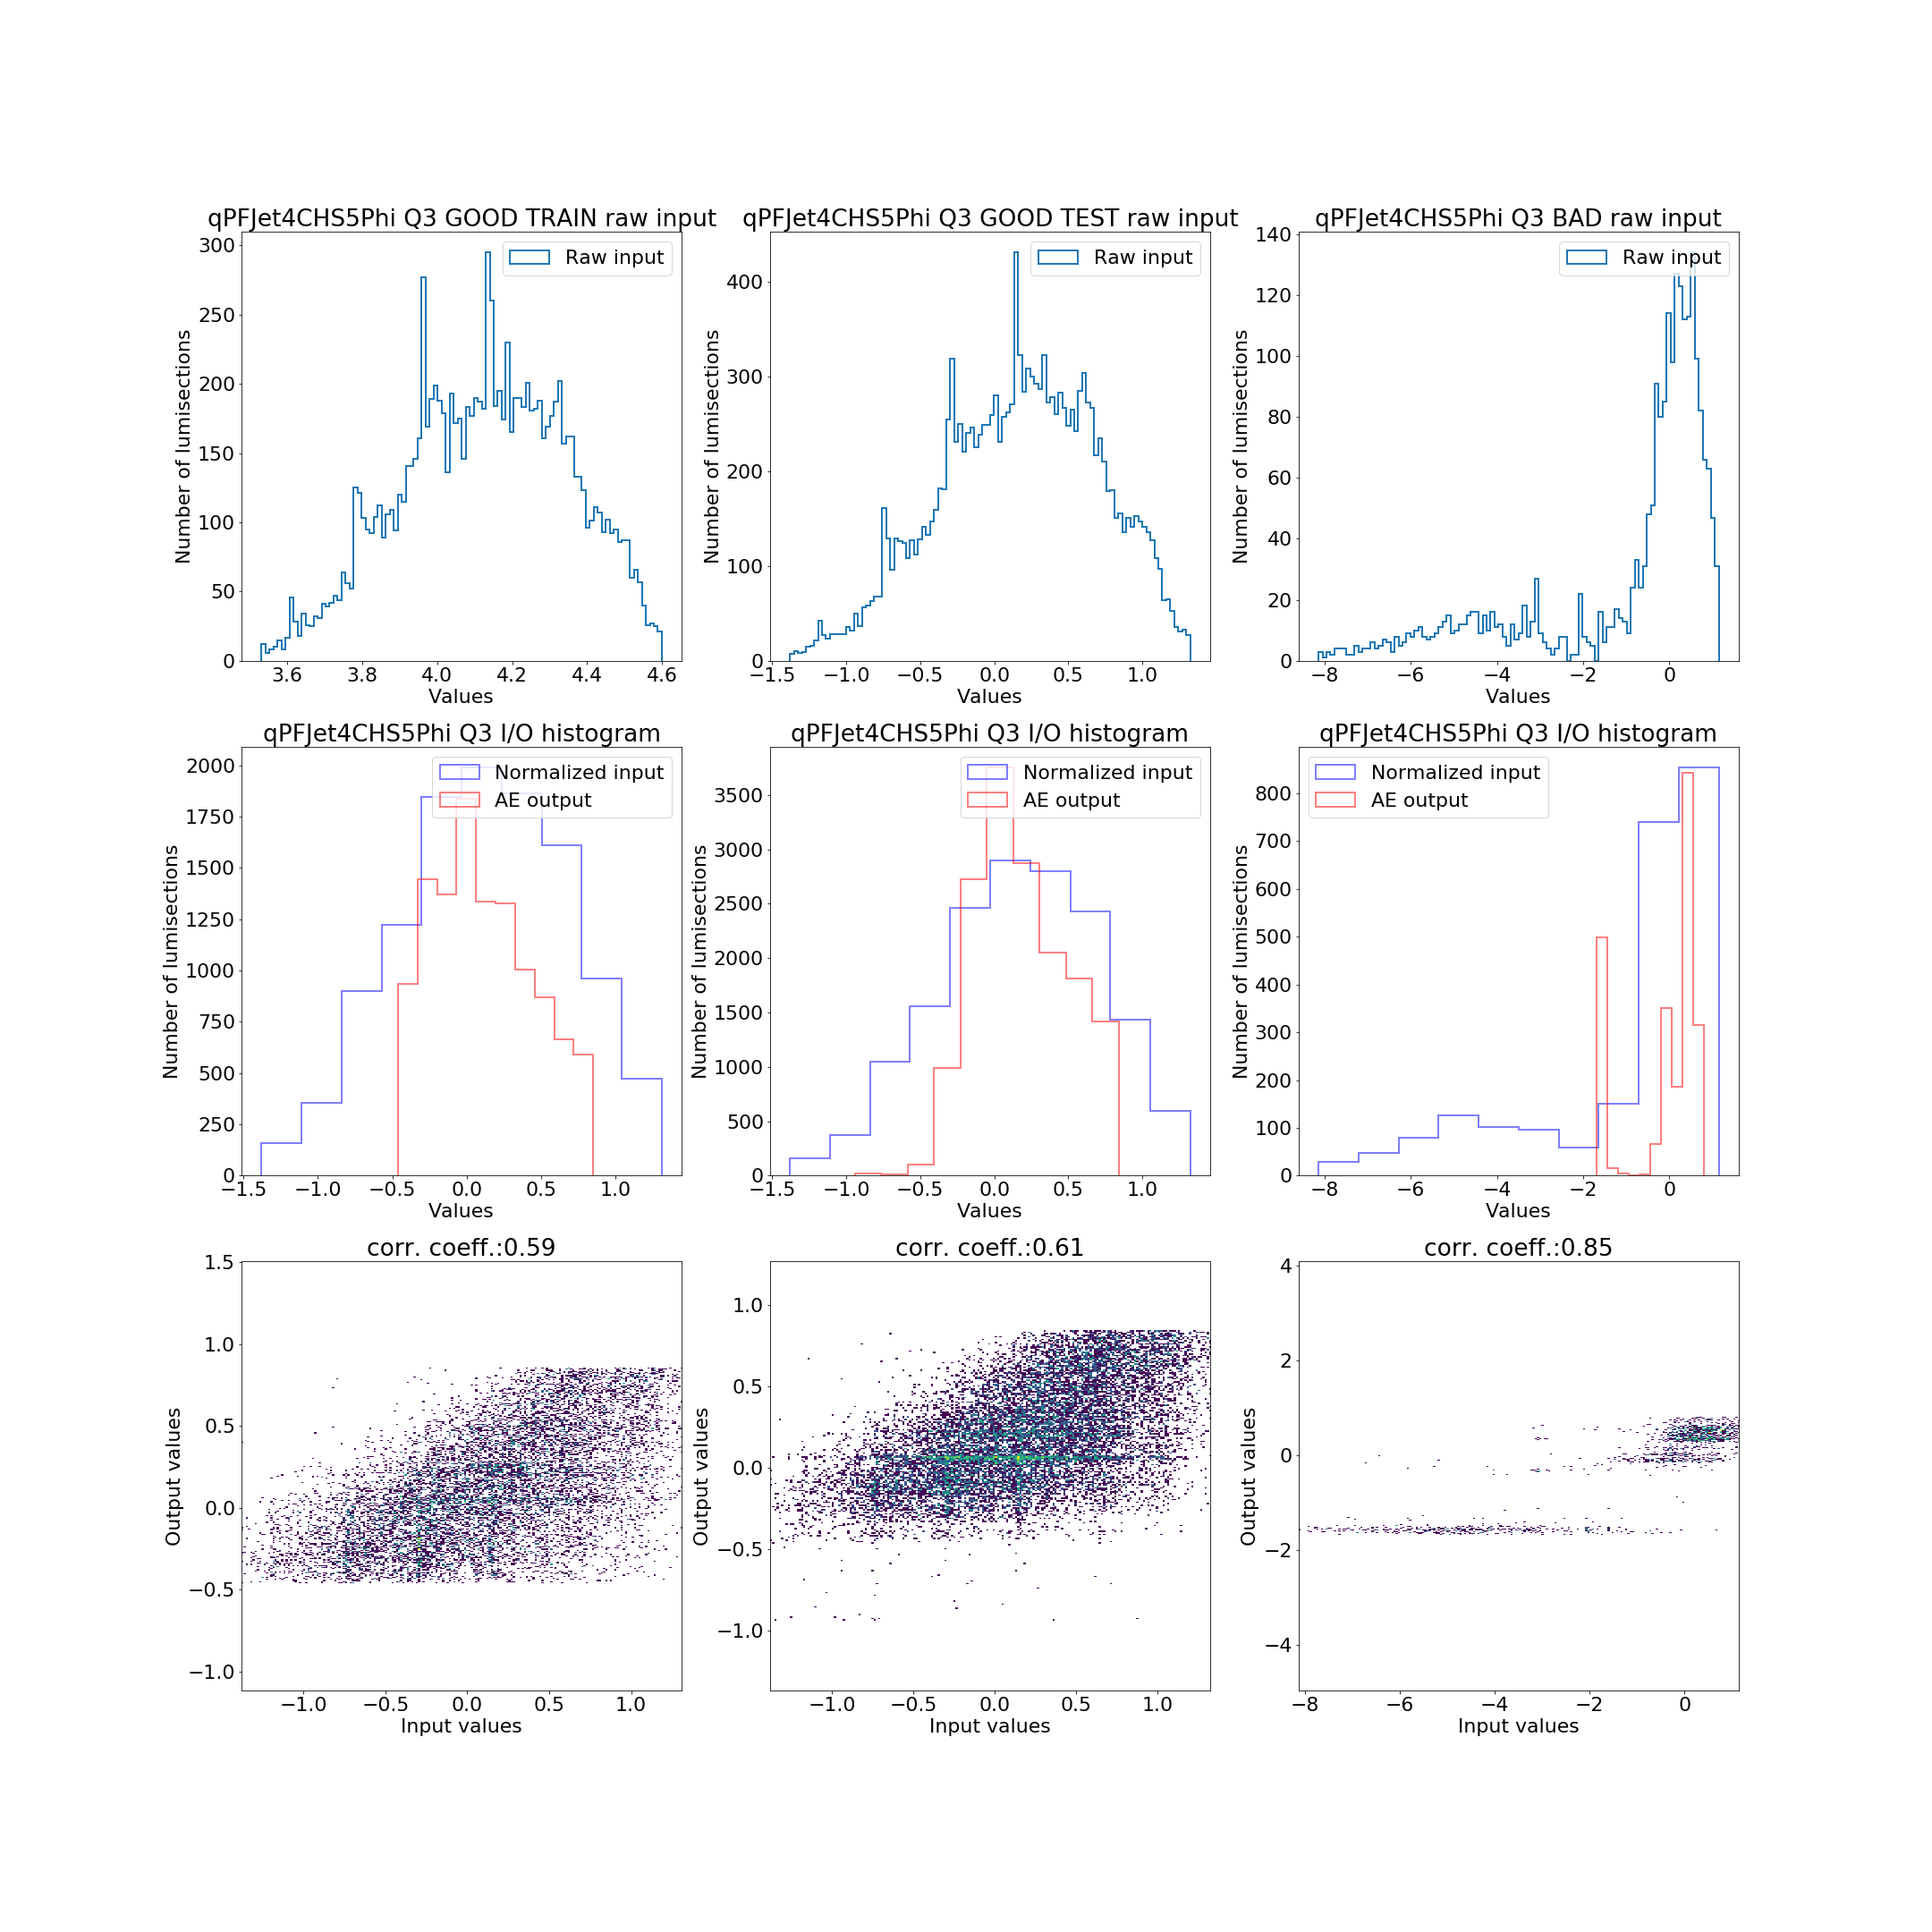 qPFJet4CHS5Phi Q3 GOOD TRAIN raw input
300
250
200
150
100
50
0
Number of lumisections
Raw input
3.6 3.8 4.0 4.2 4.4 4.6
Values
qPFJet4CHS5Phi Q3 GOOD TEST raw input
400
300
200
100
0
Number of lumisections
Raw input
−1.5 −1.0 −0.5 0.0 0.5 1.0
Values
qPFJet4CHS5Phi Q3 BAD raw input
140
120
100
80
60
40
20
0
Number of lumisections
Raw input
−8 −6 −4 −2 0
Values
qPFJet4CHS5Phi Q3 I/O histogram
2000
1750
1500
1250
1000
750
500
250
0
Number of lumisections
Normalized input
AE output
−1.5 −1.0 −0.5 0.0 0.5 1.0
Values
qPFJet4CHS5Phi Q3 I/O histogram
3500
3000
2500
2000
1500
1000
500
0
Number of lumisections
Normalized input
AE output
−1.5 −1.0 −0.5 0.0 0.5 1.0
Values
qPFJet4CHS5Phi Q3 I/O histogram
800
700
600
500
400
300
200
100
0
Number of lumisections
Normalized input
AE output
−8 −6 −4 −2 0
Values
corr. coeff.:0.59
1.5
1.0
0.5
0.0
−0.5
−1.0
Output values
−1.0 −0.5 0.0 0.5 1.0
Input values
corr. coeff.:0.61
1.0
0.5
0.0
−0.5
−1.0
Output values
−1.0 −0.5 0.0 0.5 1.0
Input values
corr. coeff.:0.85
4
2
0
−2
−4
Output values
−8 −6 −4 −2 0
Input values